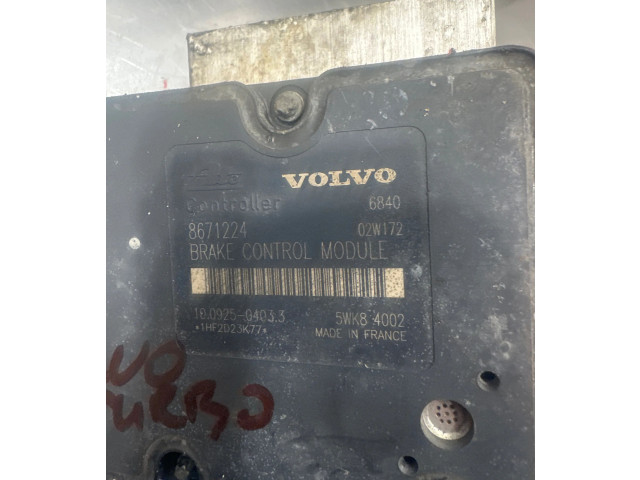 VOLVO
Controller 6840
8671224 02W172
BRAKE CONTROL MODULE
10.0925-0403.3 5WK8 4002
*1HF2D23K77* MADE IN FRANCE